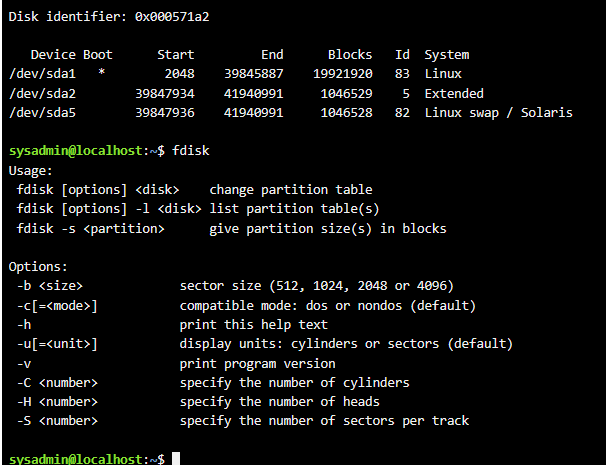 Disk identifier: 0x000571a2

   Device Boot      Start         End      Blocks   Id  System
/dev/sda1   *        2048    39845887    19921920   83  Linux
/dev/sda2        39847934    41940991     1046529    5  Extended
/dev/sda5        39847936    41940991     1046528   82  Linux swap / Solaris

sysadmin@localhost:~$ fdisk
Usage:
 fdisk [options] <disk>    change partition table
 fdisk [options] -l <disk> list partition table(s)
 fdisk -s <partition>      give partition size(s) in blocks

Options:
 -b <size>             sector size (512, 1024, 2048 or 4096)
 -c[=<mode>]           compatible mode: dos or nondos (default)
 -h                    print this help text
 -u[=<unit>]           display units: cylinders or sectors (default)
 -v                    print program version
 -C <number>           specify the number of cylinders
 -H <number>           specify the number of heads
 -S <number>           specify the number of sectors per track

sysadmin@localhost:~$